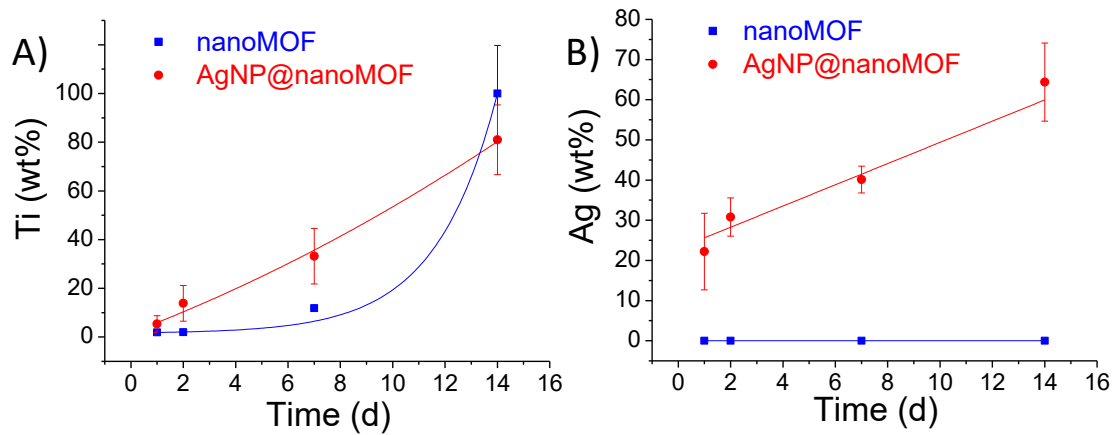 A)
nanoMOF
AgNP@nanoMOF
Ti (wt%)
100
80
60
40
20
0
0 2 4 6 8 10 12 14 16
Time (d)
B)
nanoMOF
AgNP@nanoMOF
Ag (wt%)
80
70
60
50
40
30
20
10
0
0 2 4 6 8 10 12 14 16
Time (d)